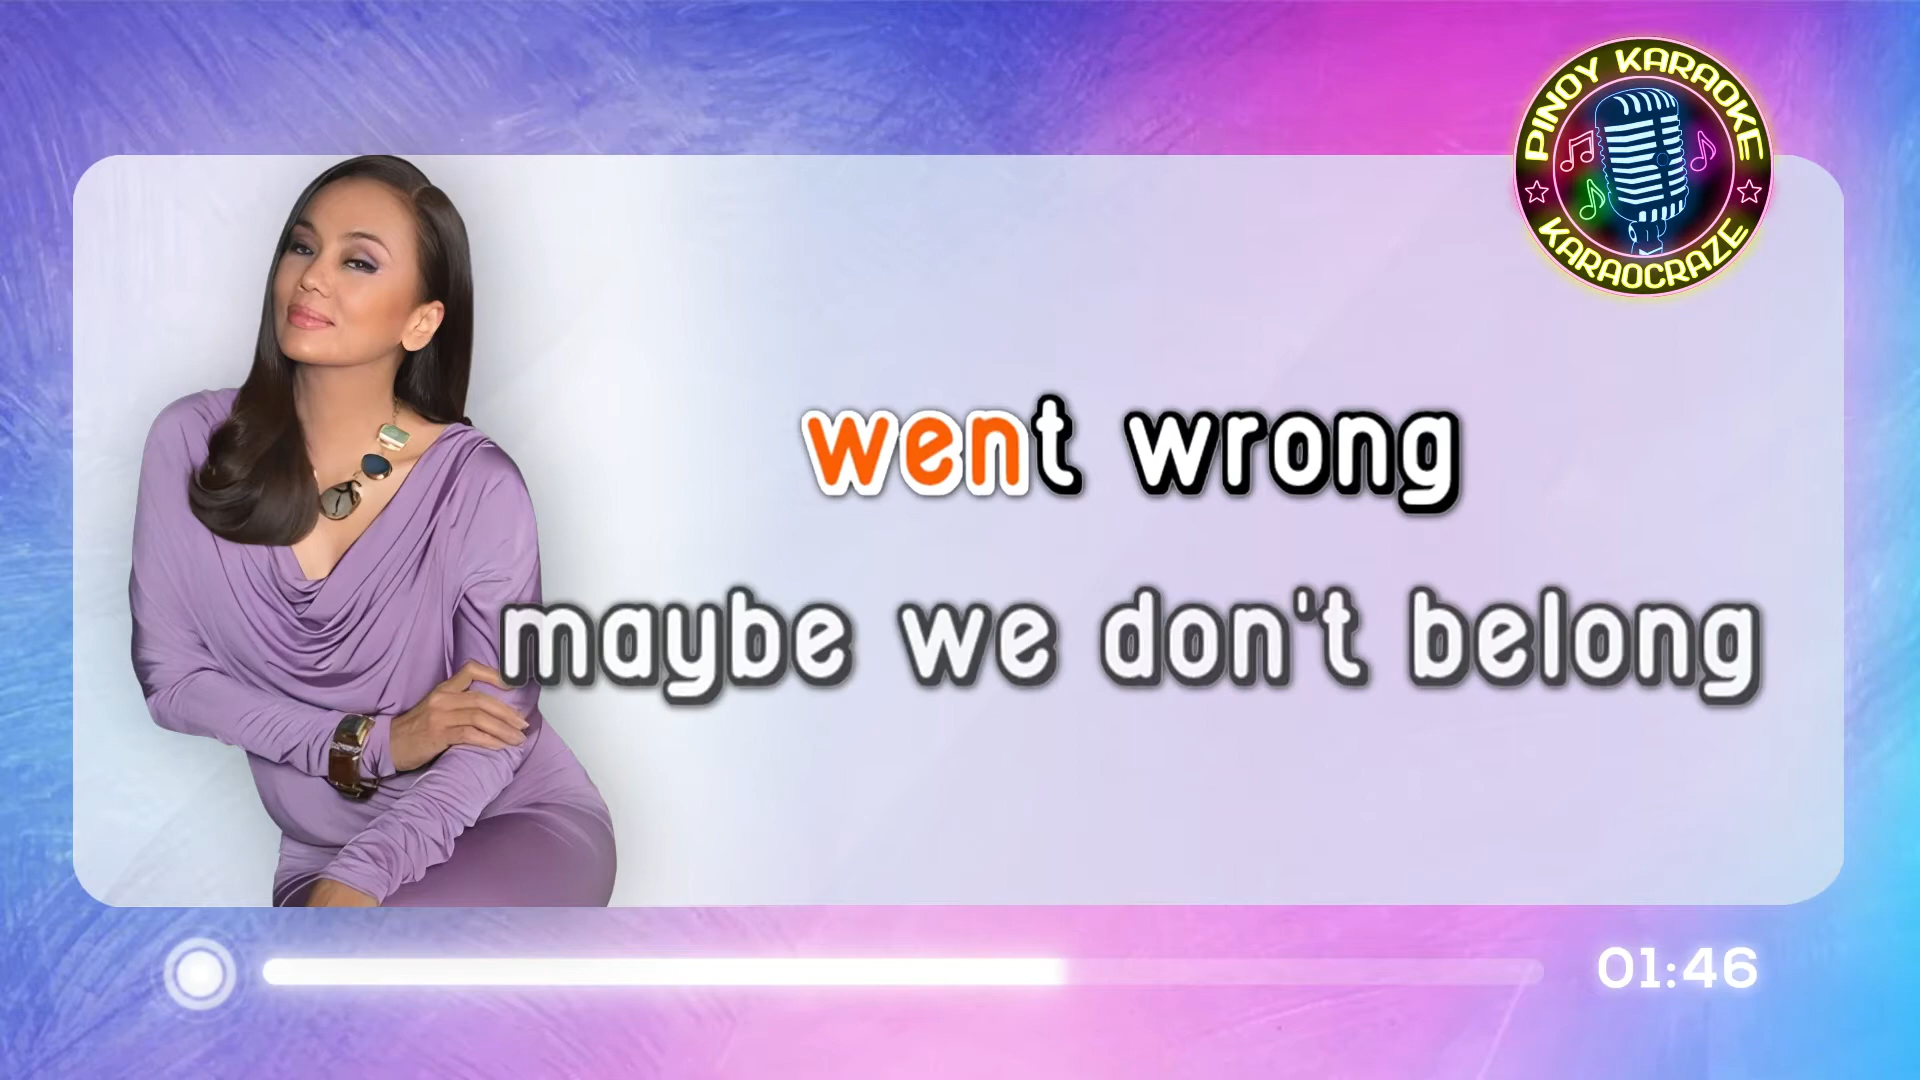 PINOY KARAOKE
KARAOCRAZE
went wrong
maybe we don't belong
01:46